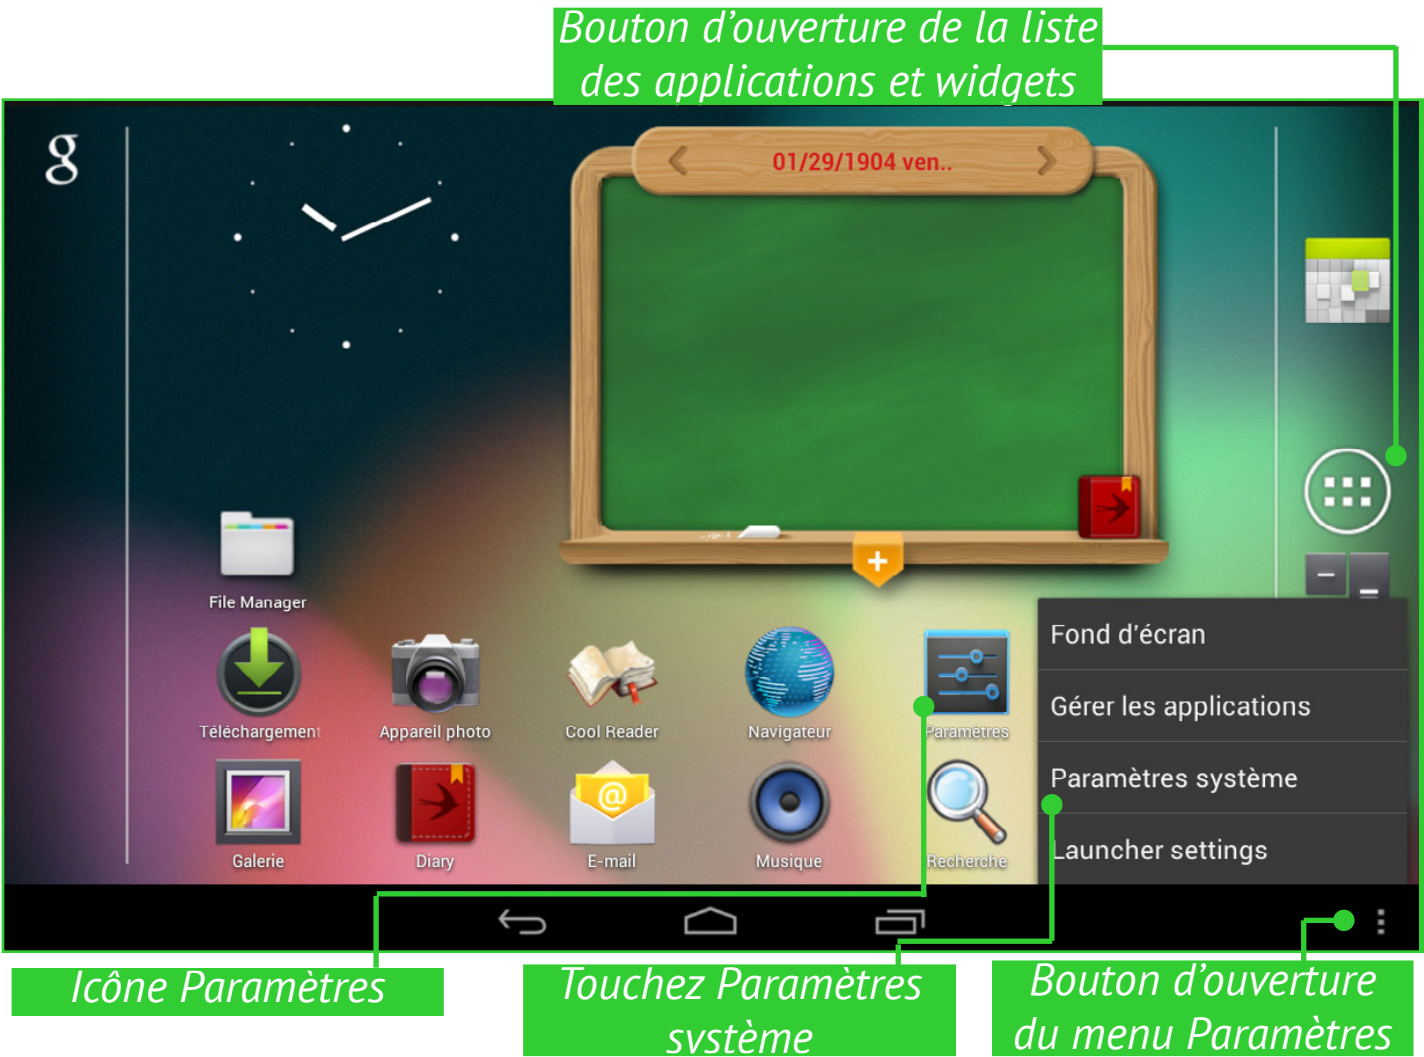 Bouton d’ouverture de la liste
des applications et widgets
g
01/29/1904 ven..
File Manager
Téléchargement
Appareil photo
Cool Reader
Navigateur
Paramètres
Galerie
Diary
@
E-mail
Musique
Recherche
Fond d'écran
Gérer les applications
Paramètres système
Launcher settings
Icône Paramètres
Touchez Paramètres
système
Bouton d’ouverture
du menu Paramètres